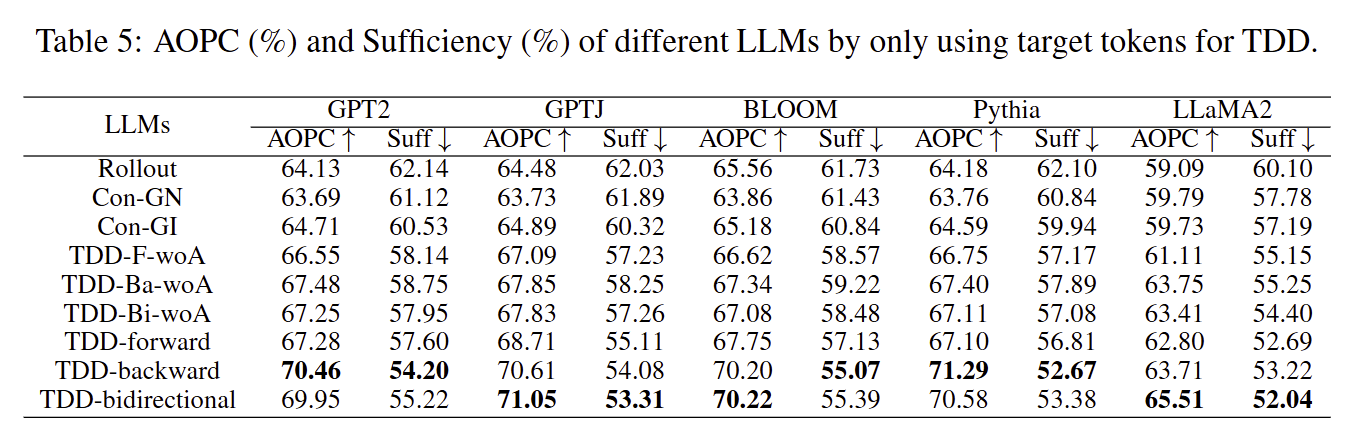 Table 5: AOPC (%) and Sufficiency (%) of different LLMs by only using target tokens for TDD.
LLMs GPT2 GPTJ BLOOM Pythia LLaMA2
AOPC ↑ Suff ↓ AOPC ↑ Suff ↓ AOPC ↑ Suff ↓ AOPC ↑ Suff ↓ AOPC ↑ Suff ↓
Rollout 64.13 62.14 64.48 62.03 65.56 61.73 64.18 62.10 59.09 60.10
Con-GN 63.69 61.12 63.73 61.89 63.86 61.43 63.76 60.84 59.79 57.78
Con-GI 64.71 60.53 64.89 60.32 65.18 60.84 64.59 59.94 59.73 57.19
TDD-F-woA 66.55 58.14 67.09 57.23 66.62 58.57 66.75 57.17 61.11 55.15
TDD-Ba-woA 67.48 58.75 67.85 58.25 67.34 59.22 67.40 57.89 63.75 55.25
TDD-Bi-woA 67.25 57.95 67.83 57.26 67.08 58.48 67.11 57.08 63.41 54.40
TDD-forward 67.28 57.60 68.71 55.11 67.75 57.13 67.10 56.81 62.80 52.69
TDD-backward 70.46 54.20 70.61 54.08 70.20 55.07 71.29 52.67 63.71 53.22
TDD-bidirectional 69.95 55.22 71.05 53.31 70.22 55.39 70.58 53.38 65.51 52.04